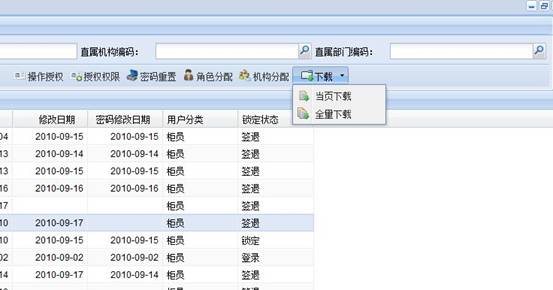 直属机构编码： 直属部门编码：
操作授权 授权权限 密码重置 角色分配 机构分配 下载
当页下载
全量下载
修改日期 密码修改日期 用户分类 锁定状态
04 2010-09-15 2010-09-15 柜员 签退
13 2010-09-14 2010-09-14 柜员 签退
13 2010-09-15 2010-09-15 柜员 签退
16 2010-09-16 2010-09-16 柜员 签退
17 柜员 签退
10 2010-09-17 柜员 签退
10 2010-09-15 2010-09-15 柜员 锁定
02 2010-09-02 2010-09-02 柜员 登录
14 2010-09-17 2010-09-14 柜员 签退